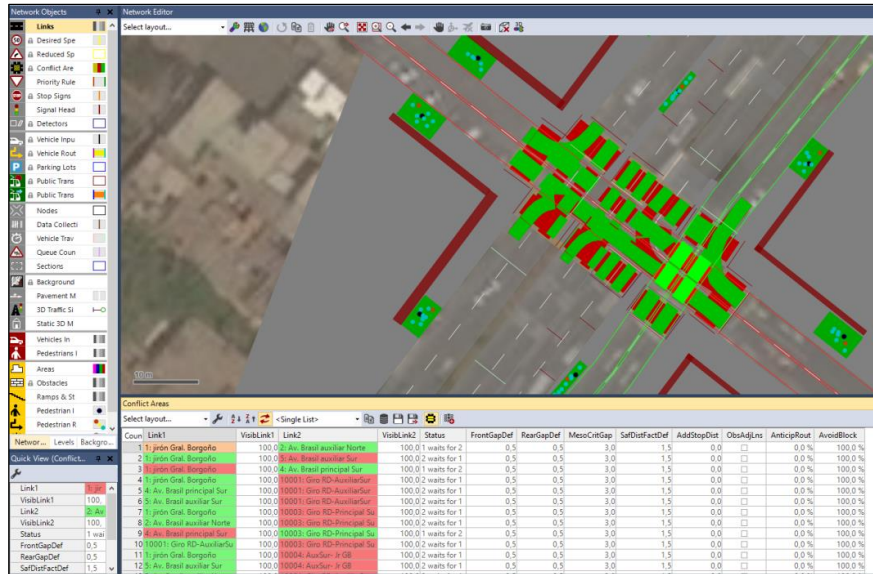 Network Objects
Links
Desired Spe
Reduced Sp
Conflict Are
Priority Rule
Stop Signs
Signal Head
Detectors
Vehicle Inpu
Vehicle Rout
Parking Lots
Public Trans
Public Trans
Nodes
Data Collecti
Vehicle Trav
Queue Coun
Sections
Background
Pavement M
3D Traffic Si
Static 3D M
Vehicles In
Pedestrians I
Areas
Obstacles
Ramps & St
Pedestrian I
Pedestrian R
Networ... Levels Backgro...
Quick View (Conflict...
Link1
VisibLink1 100,
Link2 2: Av
VisibLink2 100,
Status 1 wai
FrontGapDef 0,5
RearGapDef 0,5
SafDistFactDef 1,5
Network Editor
Select layout...
10 m
Conflict Areas
Select layout... <Single List>
Coun Link1 VisibLink1 Link2 VisibLink2 Status FrontGapDef RearGapDef MesoCritGap SafDistFactDef AddStopDist ObsAdjLns AnticipRout AvoidBlock
1 1: jirón Gral. Borgoño 100,0 2: Av. Brasil auxiliar Norte 100,0 1 waits for 2 0,5 0,5 3,0 1,5 0,0 0,0 % 100,0 %
2 1: jirón Gral. Borgoño 100,0 5: Av. Brasil auxiliar Sur 100,0 2 waits for 1 0,5 0,5 3,0 1,5 0,0 0,0 % 100,0 %
3 1: jirón Gral. Borgoño 100,0 4: Av. Brasil principal Sur 100,0 1 waits for 2 0,5 0,5 3,0 1,5 0,0 0,0 % 100,0 %
4 1: jirón Gral. Borgoño 100,0 10001: Giro RD-AuxiliarSur 100,0 2 waits for 1 0,5 0,5 3,0 1,5 0,0 0,0 % 100,0 %
5 4: Av. Brasil principal Sur 100,0 10001: Giro RD-AuxiliarSur 100,0 2 waits for 1 0,5 0,5 3,0 1,5 0,0 0,0 % 100,0 %
6 5: Av. Brasil auxiliar Sur 100,0 10001: Giro RD-AuxiliarSur 100,0 2 waits for 1 0,5 0,5 3,0 1,5 0,0 0,0 % 100,0 %
7 1: jirón Gral. Borgoño 100,0 10003: Giro RD-Principal Su 100,0 2 waits for 1 0,5 0,5 3,0 1,5 0,0 0,0 % 100,0 %
8 2: Av. Brasil auxiliar Norte 100,0 10003: Giro RD-Principal Su 100,0 2 waits for 1 0,5 0,5 3,0 1,5 0,0 0,0 % 100,0 %
9 4: Av. Brasil principal Sur 100,0 10003: Giro RD-Principal Su 100,0 1 waits for 2 0,5 0,5 3,0 1,5 0,0 0,0 % 100,0 %
10 10001: Giro RD-AuxiliarSu 100,0 10003: Giro RD-Principal Su 100,0 2 waits for 1 0,5 0,5 3,0 1,5 0,0 0,0 % 100,0 %
11 1: jirón Gral. Borgoño 100,0 10004: AuxSur- Jr GB 100,0 2 waits for 1 0,5 0,5 3,0 1,5 0,0 0,0 % 100,0 %
12 5: Av. Brasil auxiliar Sur 100,0 10004: AuxSur- Jr GB 100,0 2 waits for 1 0,5 0,5 3,0 1,5 0,0 0,0 % 100,0 %